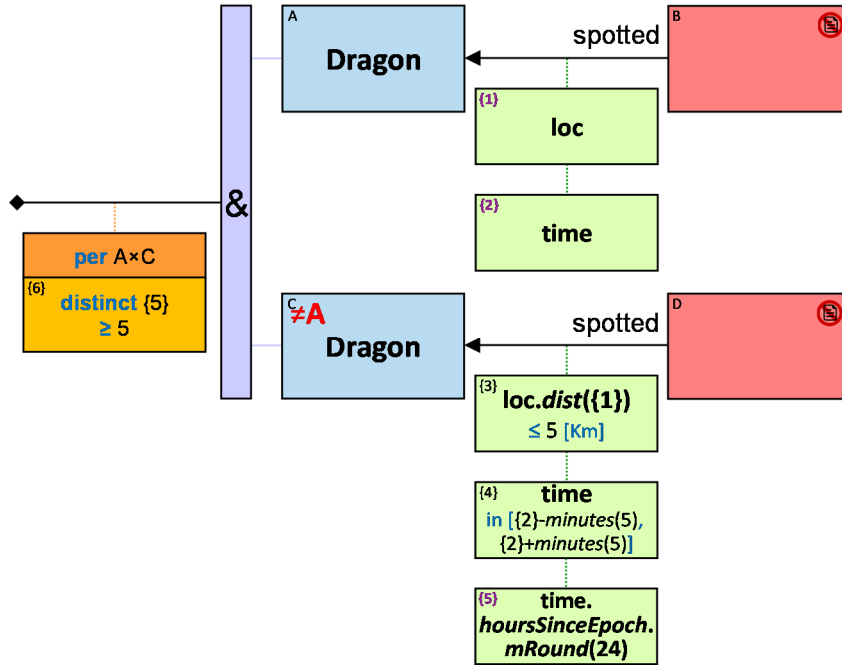 A
Dragon
spotted
B
{1}
loc
{2}
time
&
per A×C
{6}
distinct {5}
≥ 5
C
≠A
Dragon
spotted
D
{3}
loc.dist({1})
≤ 5 [Km]
{4}
time
in [{2}-minutes(5),
{2}+minutes(5)]
{5}
time.
hoursSinceEpoch.
mRound(24)